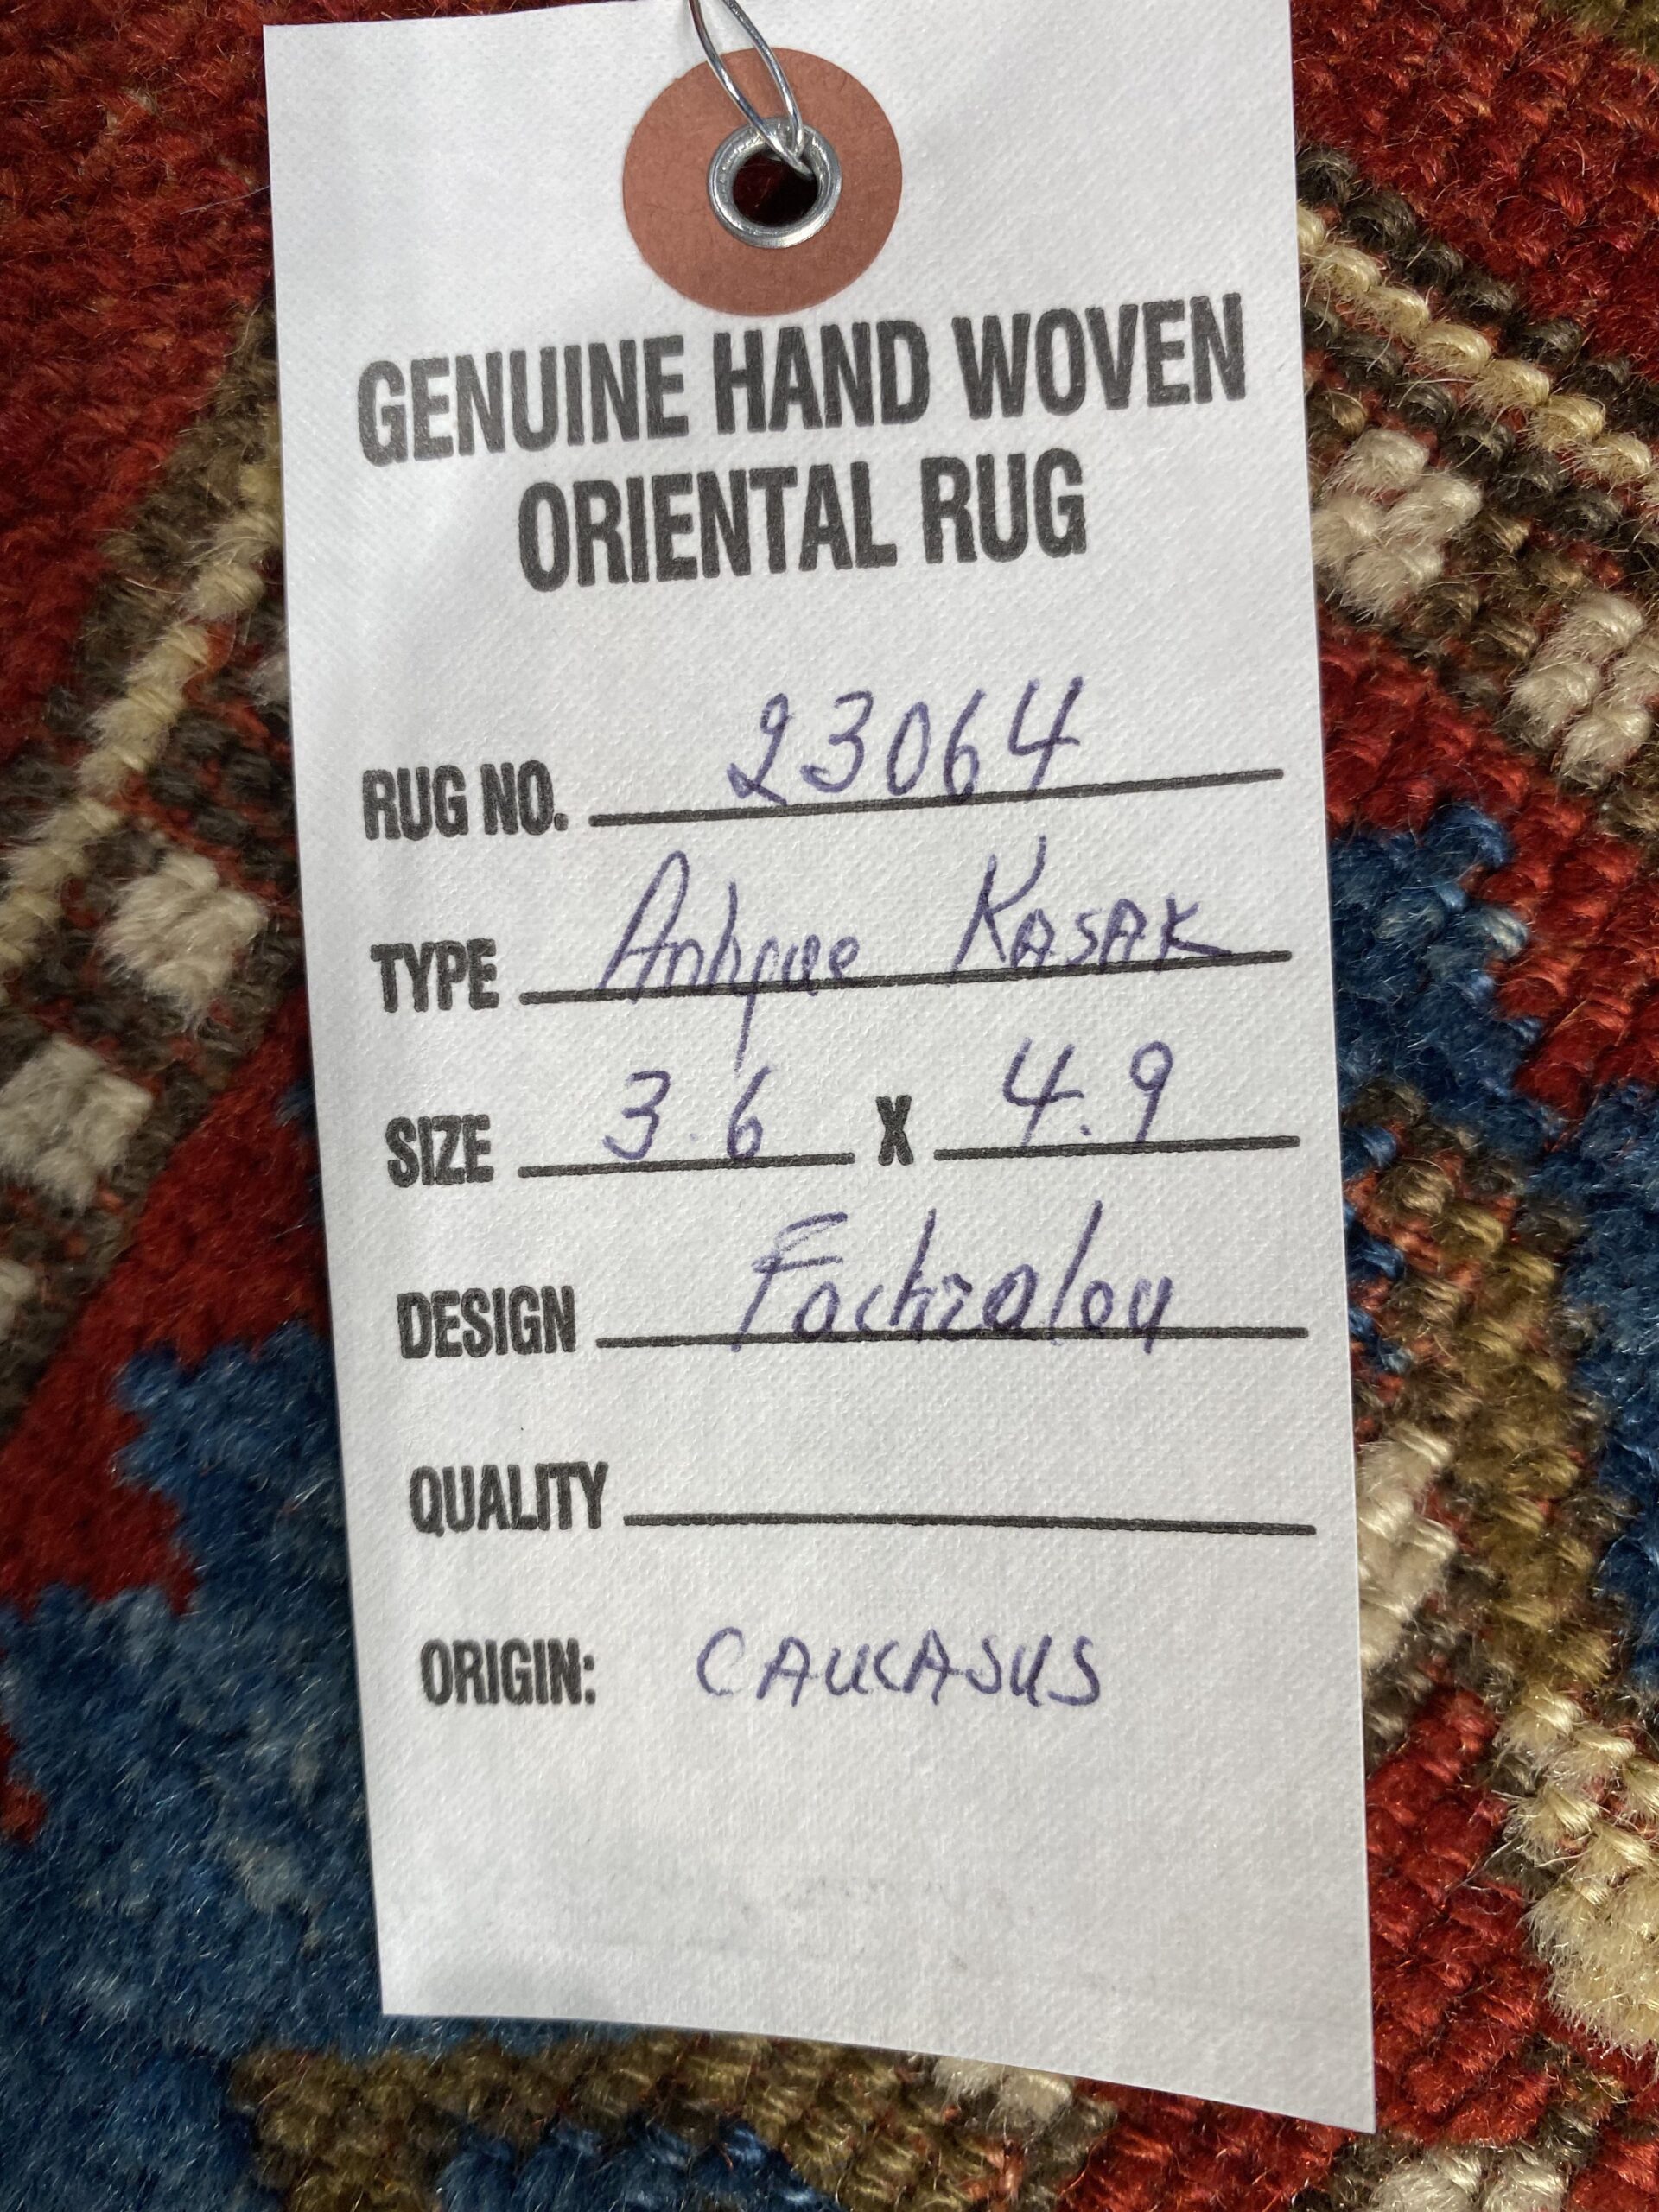 GENUINE HAND WOVEN
ORIENTAL RUG
RUG NO. 23064
TYPE Antique KASAK
SIZE 3.6 X 4.9
DESIGN Fachralou
QUALITY
ORIGIN: CAUCASUS